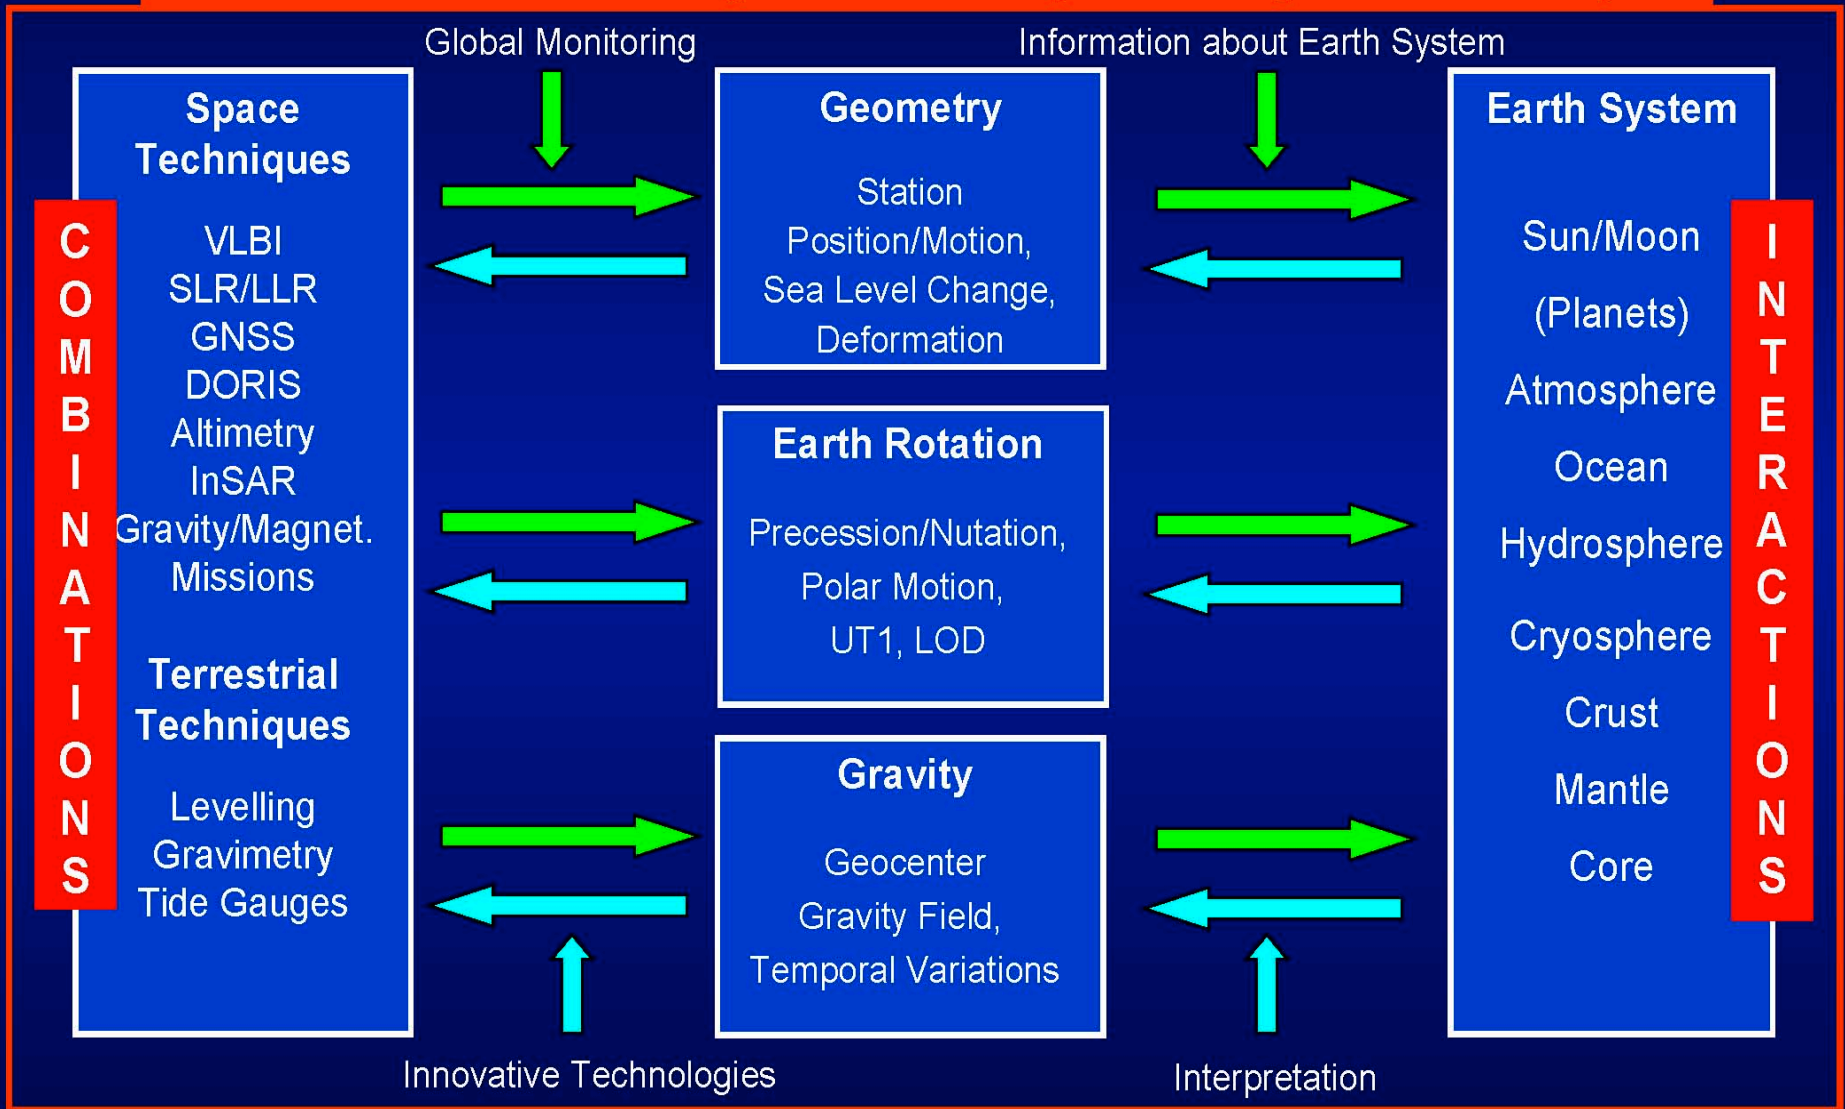 Global Monitoring
Information about Earth System
COMBINATIONS
Space
Techniques
VLBI
SLR/LLR
GNSS
DORIS
Altimetry
InSAR
Gravity/Magnet.
Missions
Terrestrial
Techniques
Levelling
Gravimetry
Tide Gauges
Geometry
Station
Position/Motion,
Sea Level Change,
Deformation
Earth Rotation
Precession/Nutation,
Polar Motion,
UT1, LOD
Gravity
Geocenter
Gravity Field,
Temporal Variations
Earth System
Sun/Moon
(Planets)
Atmosphere
Ocean
Hydrosphere
Cryosphere
Crust
Mantle
Core
INTERACTIONS
Innovative Technologies
Interpretation